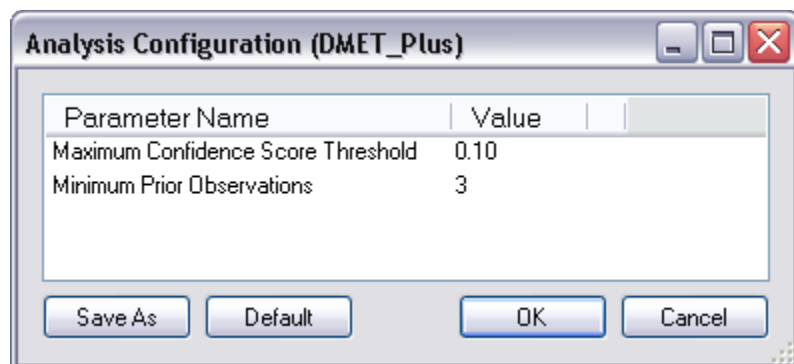 Analysis Configuration (DMET_Plus)
Parameter Name Value
Maximum Confidence Score Threshold 0.10
Minimum Prior Observations 3
Save As Default OK Cancel